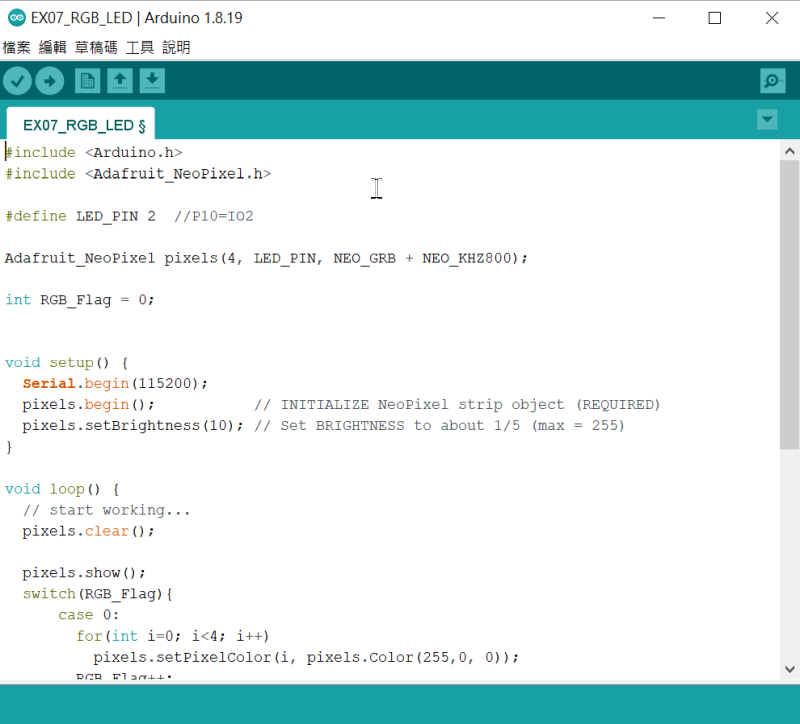 EX07_RGB_LED | Arduino 1.8.19
檔案 編輯 草稿碼 工具 說明
EX07_RGB_LED §
#include <Arduino.h>
#include <Adafruit_NeoPixel.h>
#define LED_PIN 2  //P10=IO2
Adafruit_NeoPixel pixels(4, LED_PIN, NEO_GRB + NEO_KHZ800);
int RGB_Flag = 0;
void setup() {
  Serial.begin(115200);
  pixels.begin();           // INITIALIZE NeoPixel strip object (REQUIRED)
  pixels.setBrightness(10); // Set BRIGHTNESS to about 1/5 (max = 255)
}
void loop() {
  // start working...
  pixels.clear();
  pixels.show();
  switch(RGB_Flag){
      case 0:
        for(int i=0; i<4; i++)
          pixels.setPixelColor(i, pixels.Color(255,0, 0));
        RGB_Flag++;